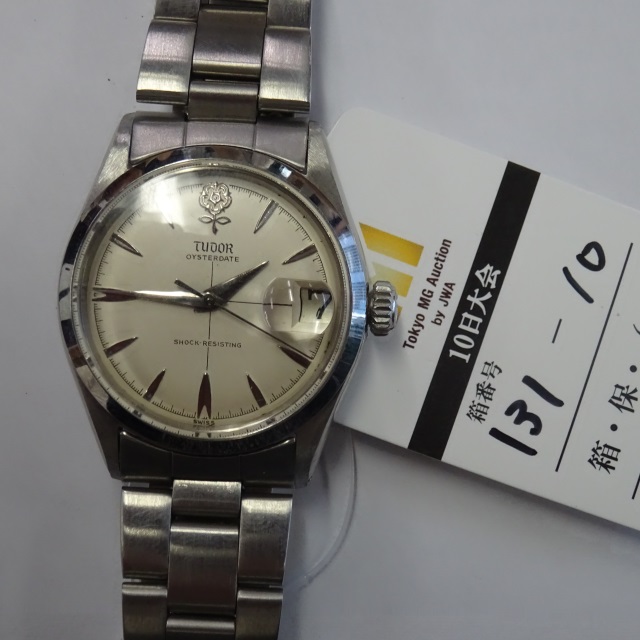 TUDOR
OYSTERDATE
SHOCK-RESISTING
SWISS
Tokyo MG Auction
by JWA
10日大会
箱番号
131 - 10
箱・保・